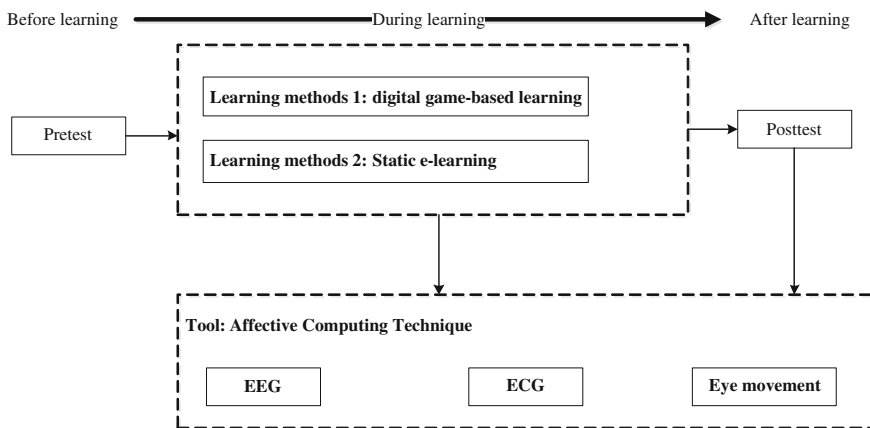 Before learning During learning After learning
Learning methods 1: digital game-based learning
Pretest
Posttest
Learning methods 2: Static e-learning
Tool: Affective Computing Technique
EEG ECG Eye movement